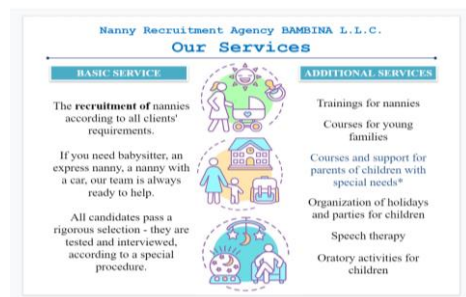 Nanny Recruitment Agency BAMBINA L.L.C.
Our Services
BASIC SERVICE
The recruitment of nannies
according to all clients'
requirements.
If you need babysitter, an
express nanny, a nanny with
a car, our team is always
ready to help.
All candidates pass a
rigorous selection - they are
tested and interviewed,
according to a special
procedure.
ADDITIONAL SERVICES
Trainings for nannies
Courses for young
families
Courses and support for
parents of children with
special needs*
Organization of holidays
and parties for children
Speech therapy
Oratory activities for
children